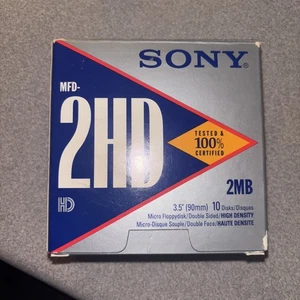 SONY®
MFD-
2HD
TESTED &
100%
CERTIFIED
HD
2MB
3.5" (90mm) 10 Disks/Disques
Micro Floppydisk/Double Sided/HIGH DENSITY
Micro-Disque Souple/Double Face/HAUTE DENSITÉ